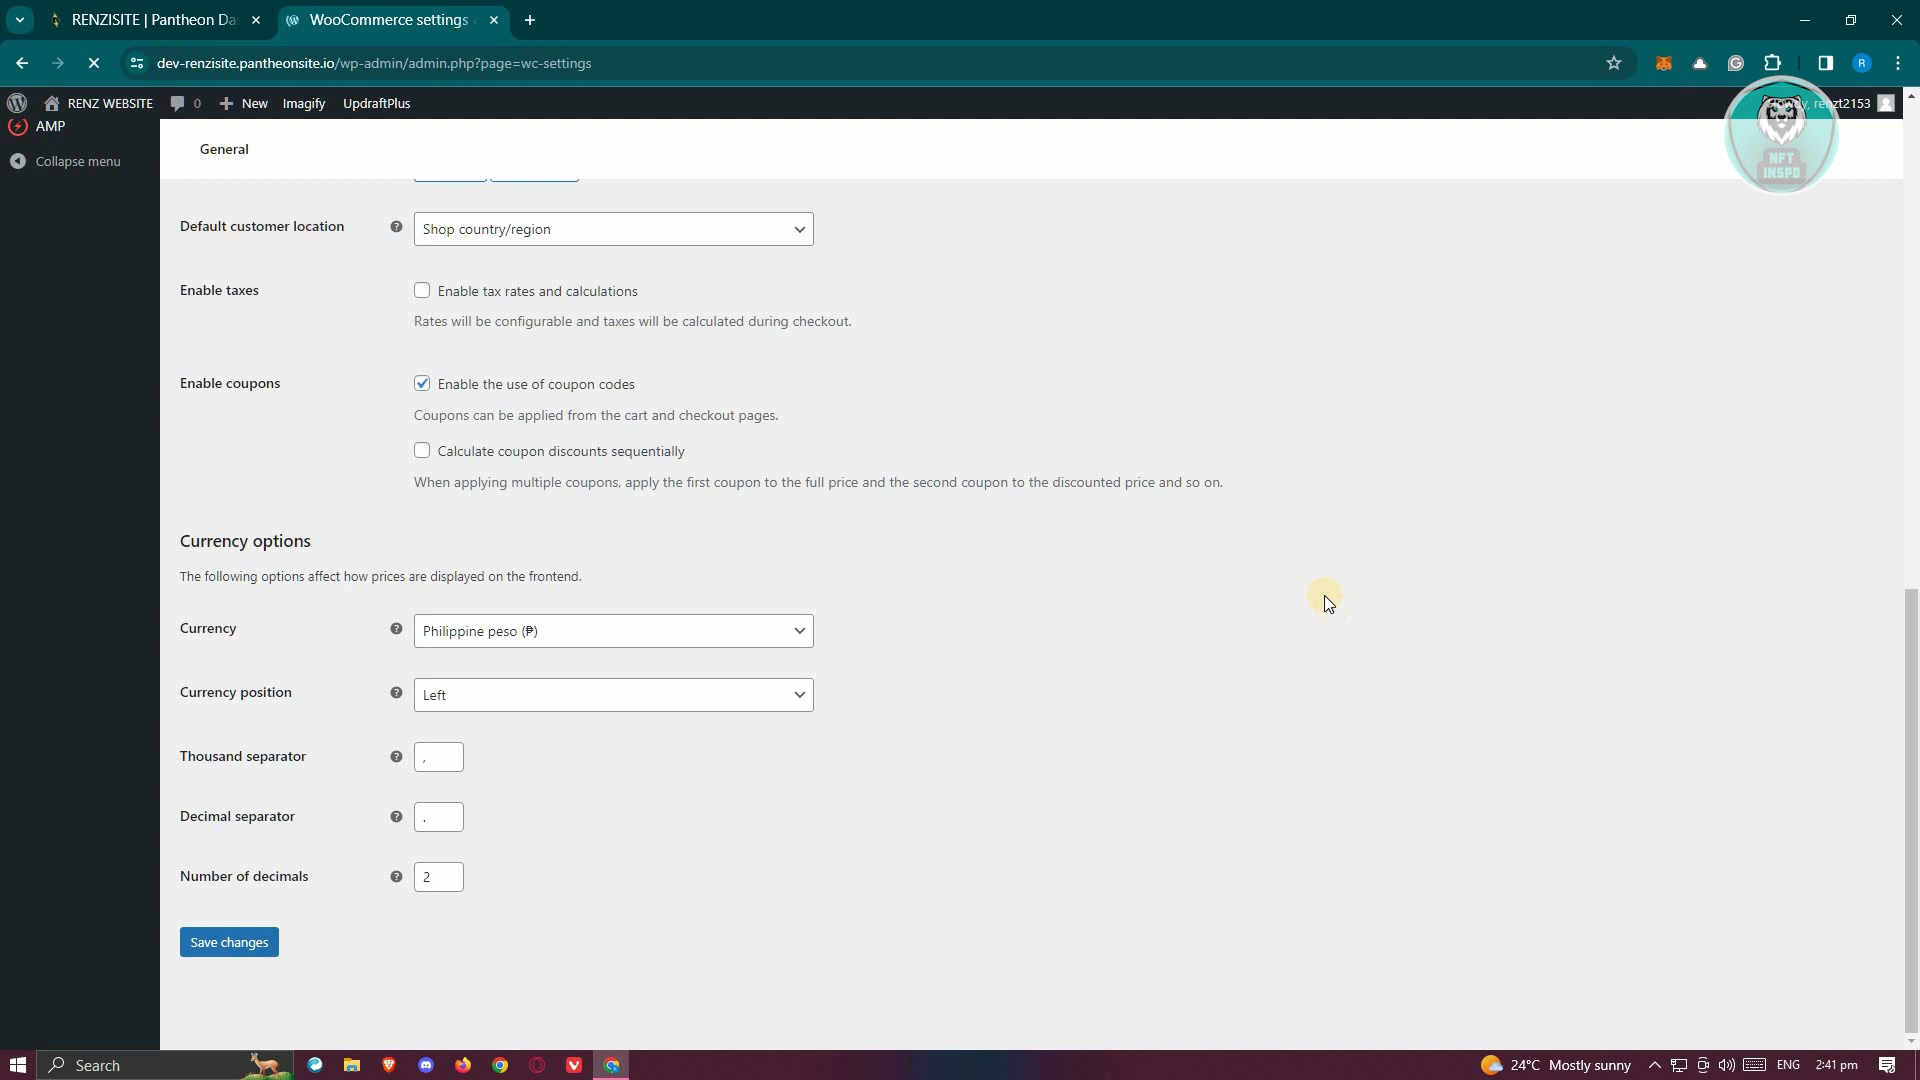 RENZISITE | Pantheon Da
WooCommerce settings
dev-renzisite.pantheonsite.io/wp-admin/admin.php?page=wc-settings
R
RENZ WEBSITE
0
New
Imagify
UpdraftPlus
renzt2153
AMP
Collapse menu
General
NFT
INSPO
Default customer location
Shop country/region
Enable taxes
Enable tax rates and calculations
Rates will be configurable and taxes will be calculated during checkout.
Enable coupons
Enable the use of coupon codes
Coupons can be applied from the cart and checkout pages.
Calculate coupon discounts sequentially
When applying multiple coupons, apply the first coupon to the full price and the second coupon to the discounted price and so on.
Currency options
The following options affect how prices are displayed on the frontend.
Currency
Philippine peso (₱)
Currency position
Left
Thousand separator
,
Decimal separator
.
Number of decimals
2
Save changes
Search
24°C Mostly sunny
ENG
2:41 pm